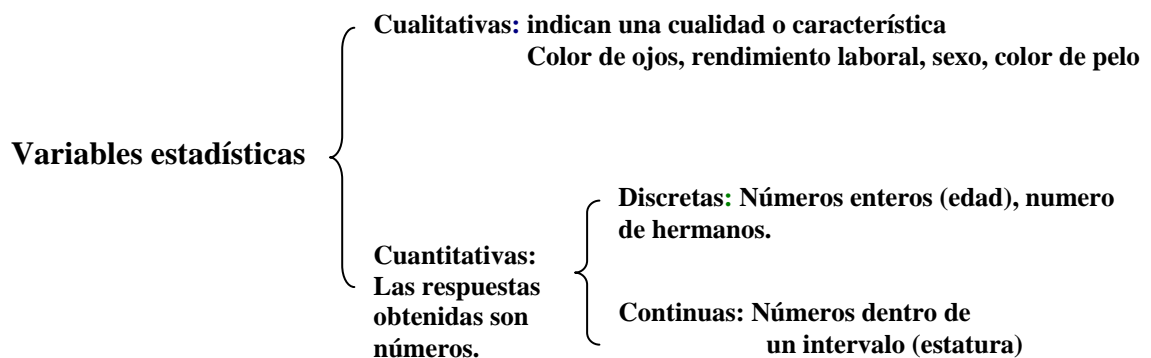 Cualitativas: indican una cualidad o característica
Color de ojos, rendimiento laboral, sexo, color de pelo
Variables estadísticas
Discretas: Números enteros (edad), numero
de hermanos.
Cuantitativas:
Las respuestas
obtenidas son
números.
Continuas: Números dentro de
un intervalo (estatura)